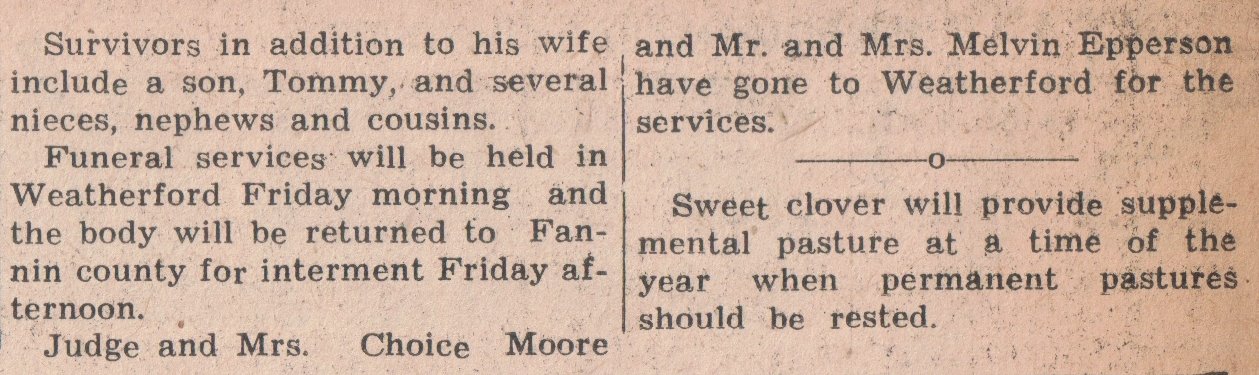 Survivors in addition to his wife
include a son, Tommy, and several
nieces, nephews and cousins.
Funeral services will be held in
Weatherford Friday morning and
the body will be returned to Fan-
nin county for interment Friday af-
ternoon.
Judge and Mrs. Choice Moore
and Mr. and Mrs. Melvin Epperson
have gone to Weatherford for the
services.
———o———
Sweet clover will provide supple-
mental pasture at a time of the
year when permanent pastures
should be rested.